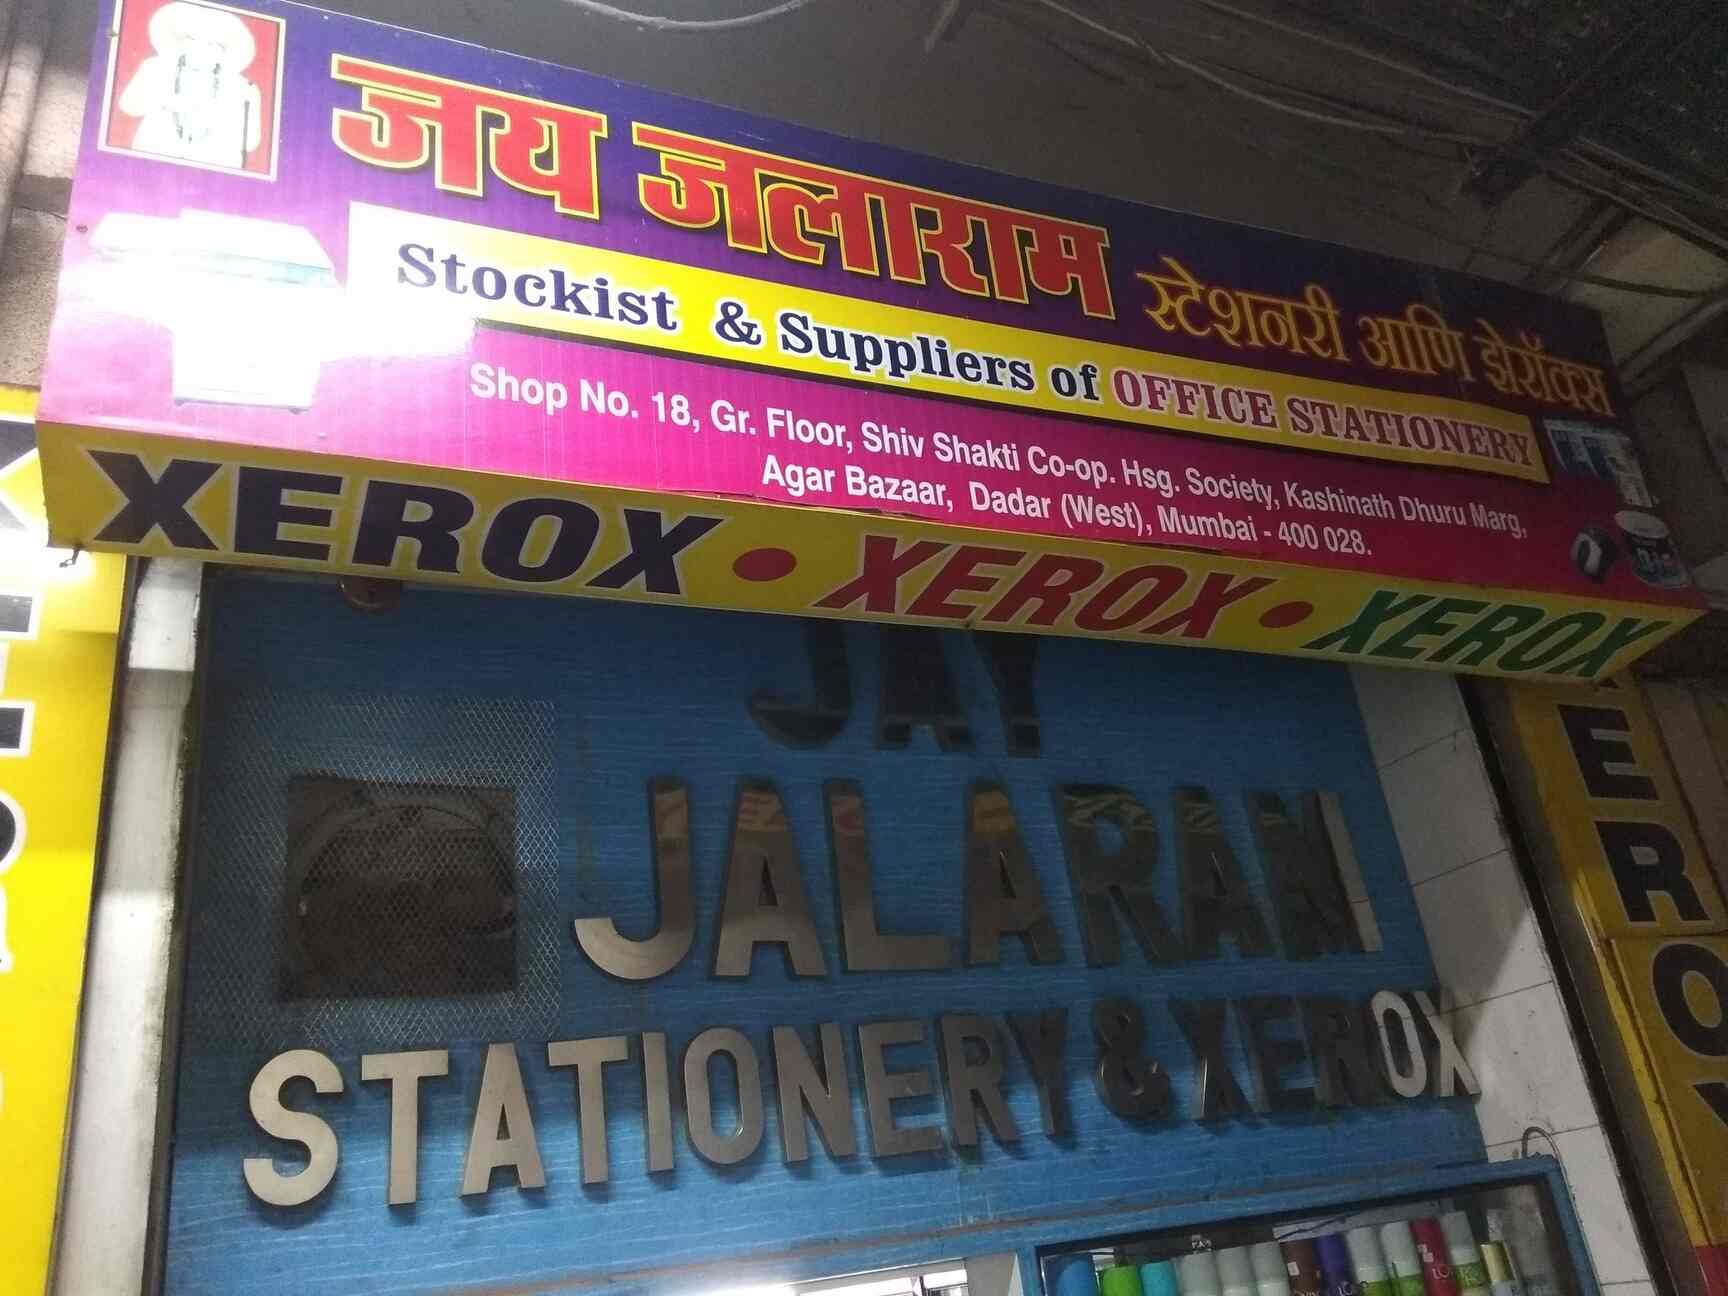 जय जलाराम स्टेशनरी आणि झेरॉक्स
Stockist & Suppliers of OFFICE STATIONERY
Shop No. 18, Gr. Floor, Shiv Shakti Co-op. Hsg. Society, Kashinath Dhuru Marg,
Agar Bazaar, Dadar (West), Mumbai - 400 028.
XEROX • XEROX • XEROX
JAY
JALARAM
STATIONERY & XEROX
XEROX